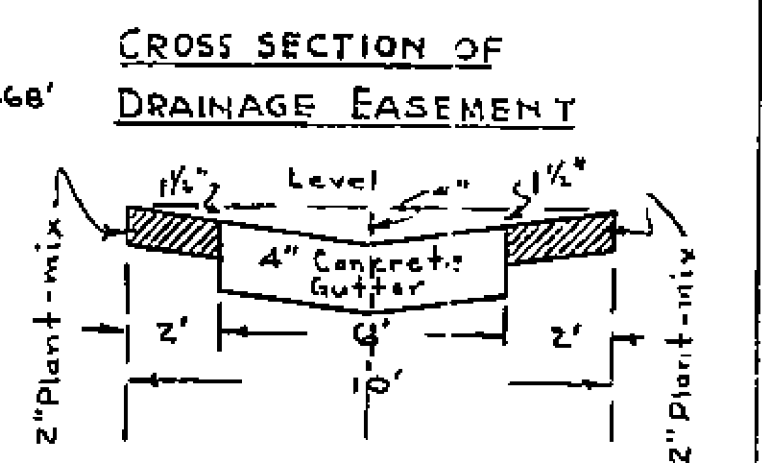 CROSS SECTION OF
DRAINAGE EASEMENT
68'
1½" Level 1½"
4" Concrete
Gutter
2' 6' 2'
10'
2" Plant-mix
2" Plant-mix